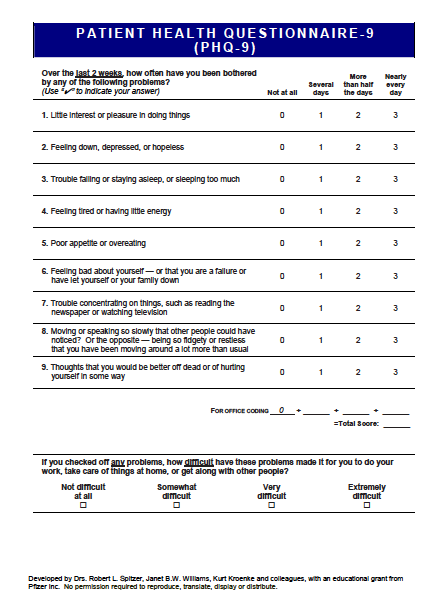 PATIENT HEALTH QUESTIONNAIRE-9
(PHQ-9)
Over the last 2 weeks, how often have you been bothered
by any of the following problems?
(Use "✔" to indicate your answer)
Not at all
Several
days
More
than half
the days
Nearly
every
day
1. Little interest or pleasure in doing things 0 1 2 3
2. Feeling down, depressed, or hopeless 0 1 2 3
3. Trouble falling or staying asleep, or sleeping too much 0 1 2 3
4. Feeling tired or having little energy 0 1 2 3
5. Poor appetite or overeating 0 1 2 3
6. Feeling bad about yourself — or that you are a failure or
have let yourself or your family down 0 1 2 3
7. Trouble concentrating on things, such as reading the
newspaper or watching television 0 1 2 3
8. Moving or speaking so slowly that other people could have
noticed? Or the opposite — being so fidgety or restless
that you have been moving around a lot more than usual 0 1 2 3
9. Thoughts that you would be better off dead or of hurting
yourself in some way 0 1 2 3
FOR OFFICE CODING 0 + ______ + ______ + ______
=Total Score: ______
If you checked off any problems, how difficult have these problems made it for you to do your
work, take care of things at home, or get along with other people?
Not difficult
at all
☐
Somewhat
difficult
☐
Very
difficult
☐
Extremely
difficult
☐
Developed by Drs. Robert L. Spitzer, Janet B.W. Williams, Kurt Kroenke and colleagues, with an educational grant from
Pfizer Inc. No permission required to reproduce, translate, display or distribute.